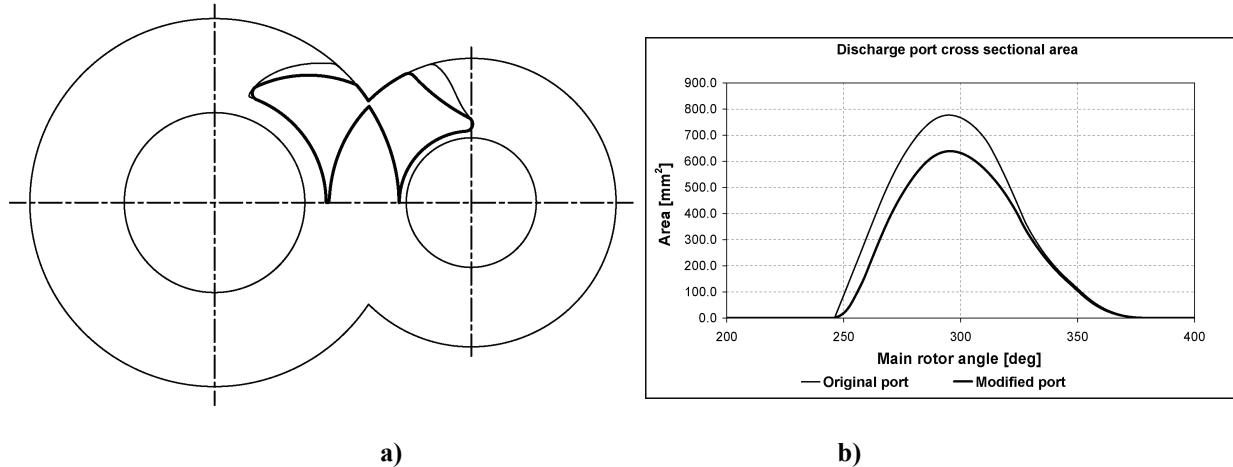 Discharge port cross sectional area
Area [mm²]
900.0
800.0
700.0
600.0
500.0
400.0
300.0
200.0
100.0
0.0
200 250 300 350 400
Main rotor angle [deg]
Original port Modified port
a) b)